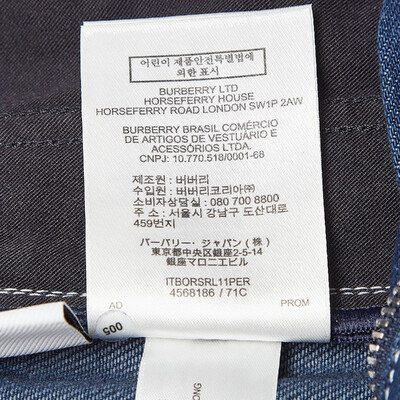 어린이 제품안전특별법에
의한 표시
BURBERRY LTD
HORSEFERRY HOUSE
HORSEFERRY ROAD LONDON SW1P 2AW
BURBERRY BRASIL COMÉRCIO
DE ARTIGOS DE VESTUÁRIO E
ACESSÓRIOS LTDA.
CNPJ: 10.770.518/0001-68
제조원 : 버버리
수입원 : 버버리코리아㈜
소비자상담실 : 080 700 8800
주 소 : 서울시 강남구 도산대로
459번지
バーバリー・ジャパン(株)
東京都中央区銀座2-5-14
銀座マロニエビル
ITBORSRL11PER
4568186 / 71C
AD
PROM
005